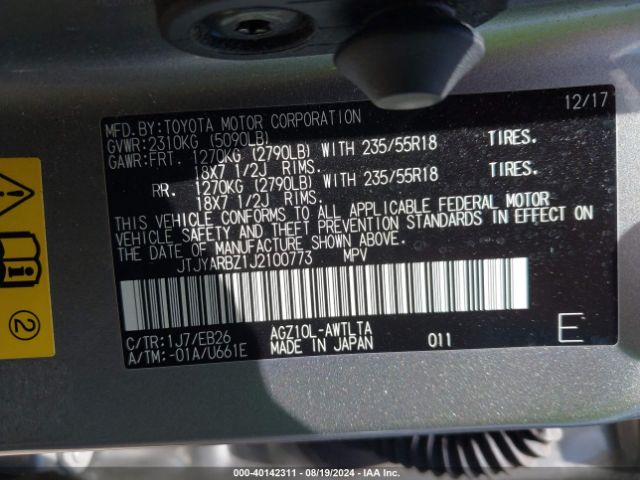 12/17
MFD. BY:TOYOTA MOTOR CORPORATION
GVWR:2310KG (5090LB)
GAWR:FRT. 1270KG (2790LB) WITH 235/55R18 TIRES.
18X7 1/2J RIMS.
RR. 1270KG (2790LB) WITH 235/55R18 TIRES.
18X7 1/2J RIMS.
THIS VEHICLE CONFORMS TO ALL APPLICABLE FEDERAL MOTOR
VEHICLE SAFETY, BUMPER, AND THEFT PREVENTION STANDARDS IN EFFECT ON
THE DATE OF MANUFACTURE SHOWN ABOVE.
JTJYARBZ1J2100773 MPV
C/TR:1J7/EB26 AGZ10L-AWTLTA
A/TM:-01A/U661E MADE IN JAPAN 011 E
2
000-40142311 - 08/19/2024 - IAA Inc.